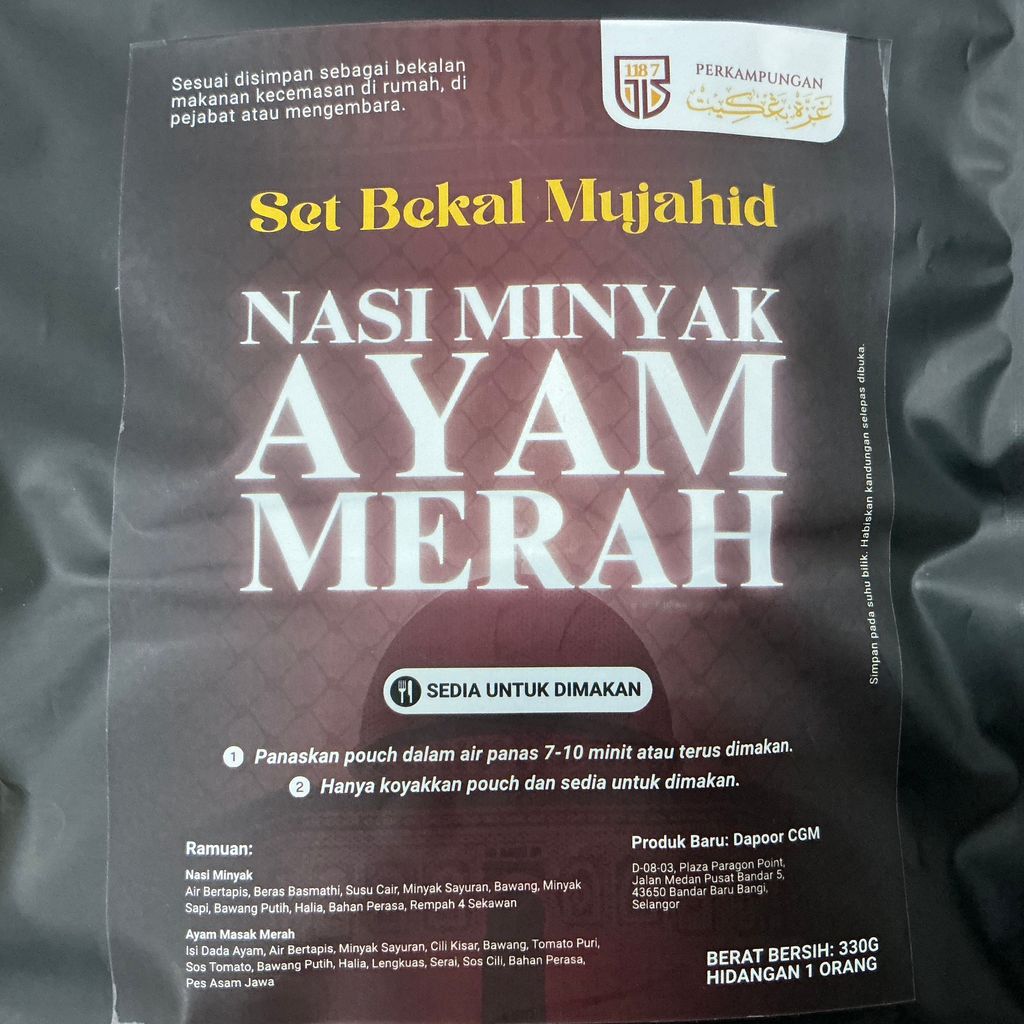 Sesuai disimpan sebagai bekalan
makanan kecemasan di rumah, di
pejabat atau mengembara.
1187
PERKAMPUNGAN
Set Bekal Mujahid
NASI MINYAK
AYAM
MERAH
Simpan pada suhu bilik. Habiskan kandungan selepas dibuka.
SEDIA UNTUK DIMAKAN
1 Panaskan pouch dalam air panas 7-10 minit atau terus dimakan.
2 Hanya koyakkan pouch dan sedia untuk dimakan.
Ramuan:
Nasi Minyak
Air Bertapis, Beras Basmathi, Susu Cair, Minyak Sayuran, Bawang, Minyak
Sapi, Bawang Putih, Halia, Bahan Perasa, Rempah 4 Sekawan
Ayam Masak Merah
Isi Dada Ayam, Air Bertapis, Minyak Sayuran, Cili Kisar, Bawang, Tomato Puri,
Sos Tomato, Bawang Putih, Halia, Lengkuas, Serai, Sos Cili, Bahan Perasa,
Pes Asam Jawa
Produk Baru: Dapoor CGM
D-08-03, Plaza Paragon Point,
Jalan Medan Pusat Bandar 5,
43650 Bandar Baru Bangi,
Selangor
BERAT BERSIH: 330G
HIDANGAN 1 ORANG